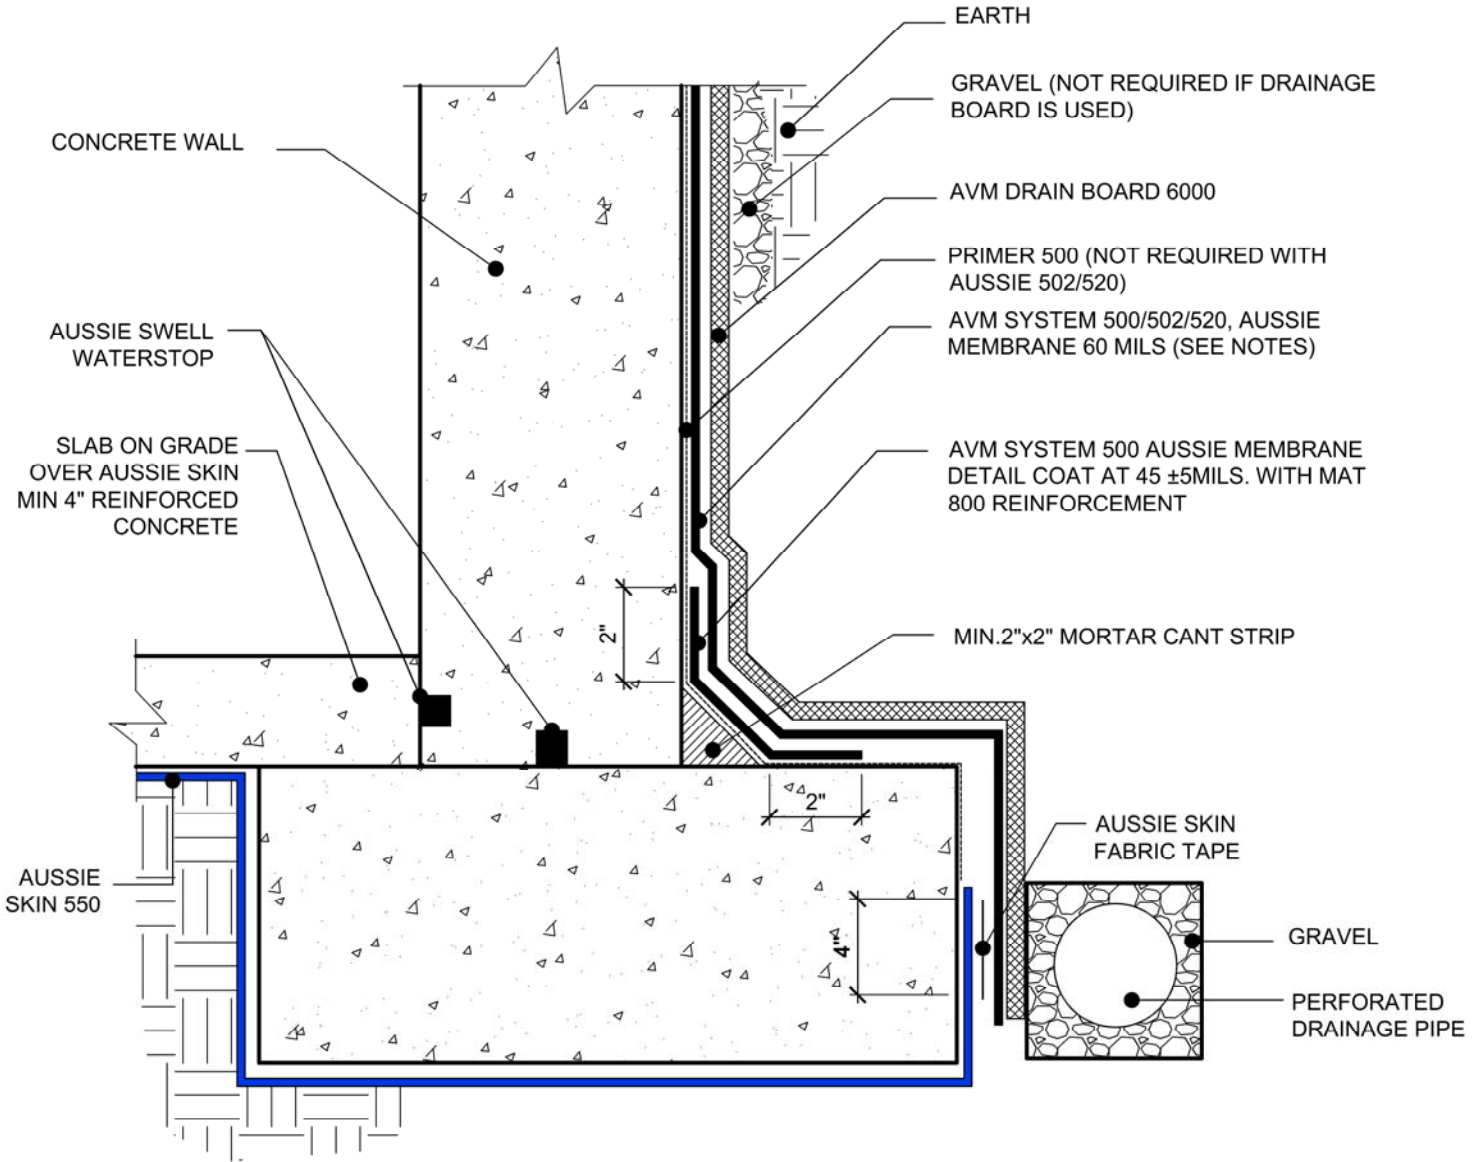 EARTH
GRAVEL (NOT REQUIRED IF DRAINAGE
BOARD IS USED)
CONCRETE WALL
AVM DRAIN BOARD 6000
PRIMER 500 (NOT REQUIRED WITH
AUSSIE 502/520)
AUSSIE SWELL
WATERSTOP
AVM SYSTEM 500/502/520, AUSSIE
MEMBRANE 60 MILS (SEE NOTES)
SLAB ON GRADE
OVER AUSSIE SKIN
MIN 4" REINFORCED
CONCRETE
AVM SYSTEM 500 AUSSIE MEMBRANE
DETAIL COAT AT 45 ±5MILS. WITH MAT
800 REINFORCEMENT
2"
MIN.2"x2" MORTAR CANT STRIP
2"
AUSSIE SKIN
FABRIC TAPE
AUSSIE
SKIN 550
4"
GRAVEL
PERFORATED
DRAINAGE PIPE